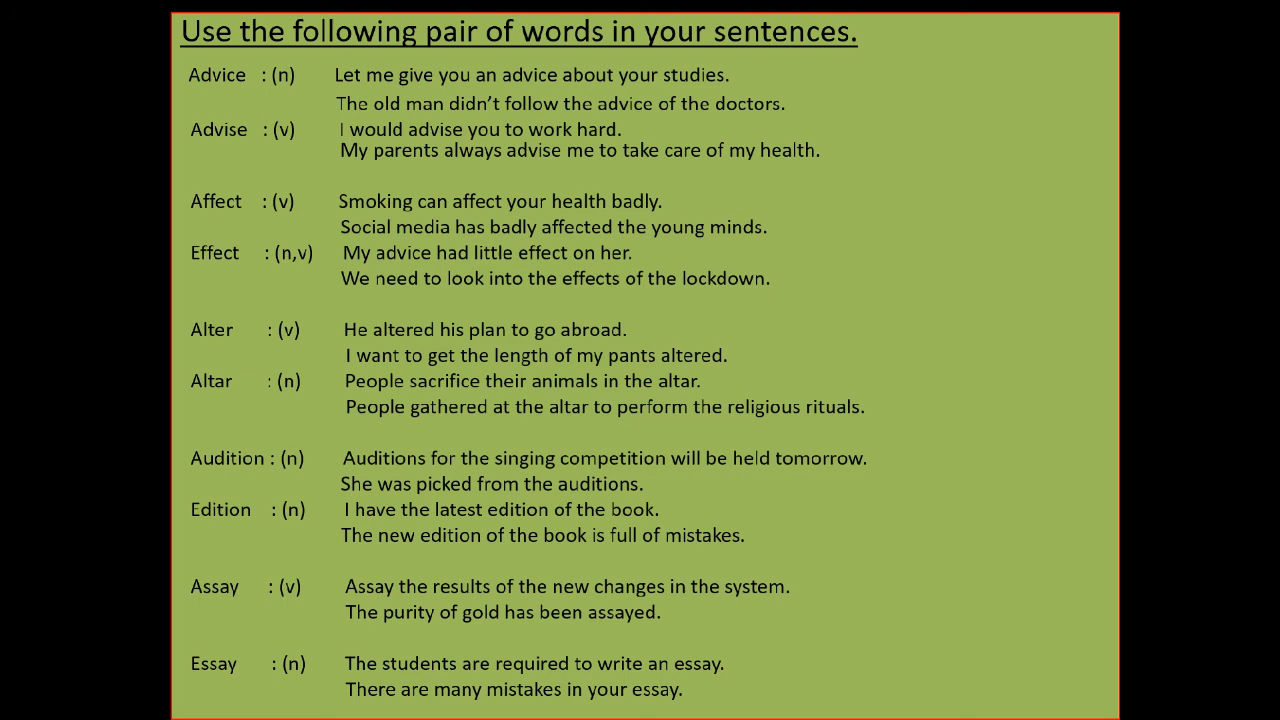 Use the following pair of words in your sentences.
Advice : (n) Let me give you an advice about your studies.
The old man didn't follow the advice of the doctors.
Advise : (v) I would advise you to work hard.
My parents always advise me to take care of my health.
Affect : (v) Smoking can affect your health badly.
Social media has badly affected the young minds.
Effect : (n,v) My advice had little effect on her.
We need to look into the effects of the lockdown.
Alter : (v) He altered his plan to go abroad.
I want to get the length of my pants altered.
Altar : (n) People sacrifice their animals in the altar.
People gathered at the altar to perform the religious rituals.
Audition : (n) Auditions for the singing competition will be held tomorrow.
She was picked from the auditions.
Edition : (n) I have the latest edition of the book.
The new edition of the book is full of mistakes.
Assay : (v) Assay the results of the new changes in the system.
The purity of gold has been assayed.
Essay : (n) The students are required to write an essay.
There are many mistakes in your essay.